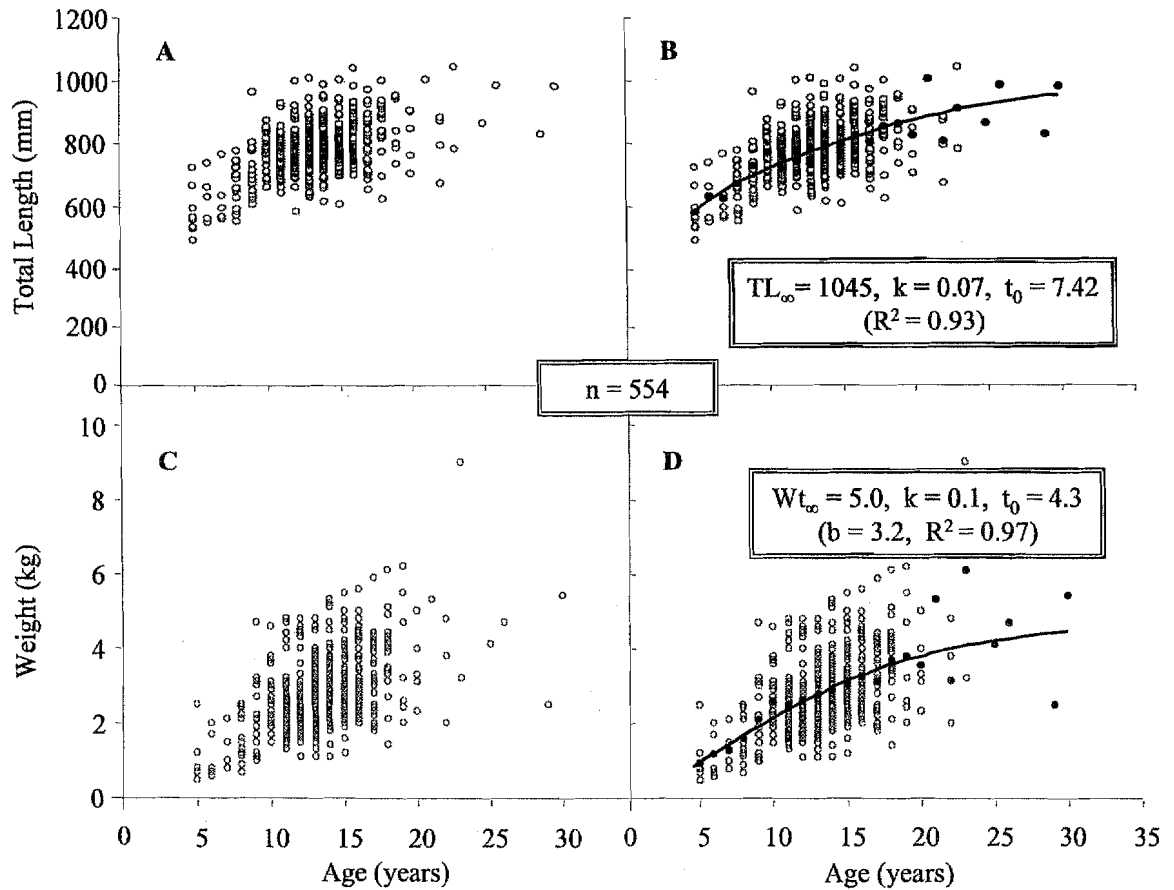 1200
1000
800
600
400
200
0
Total Length (mm)
A
B
TL∞= 1045, k = 0.07, t0 = 7.42
(R² = 0.93)
n = 554
10
8
6
4
2
0
Weight (kg)
C
D
Wt∞ = 5.0, k = 0.1, t0 = 4.3
(b = 3.2, R² = 0.97)
0 5 10 15 20 25 30 5 10 15 20 25 30 35
Age (years) Age (years)